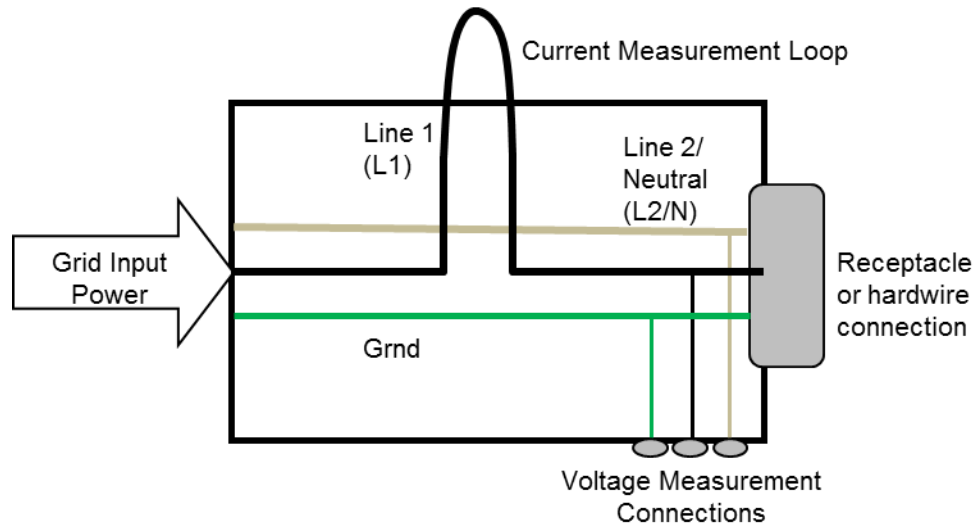 Current Measurement Loop
Line 1
(L1)
Line 2/
Neutral
(L2/N)
Grid Input
Power
Receptacle
or hardwire
connection
Grnd
Voltage Measurement
Connections